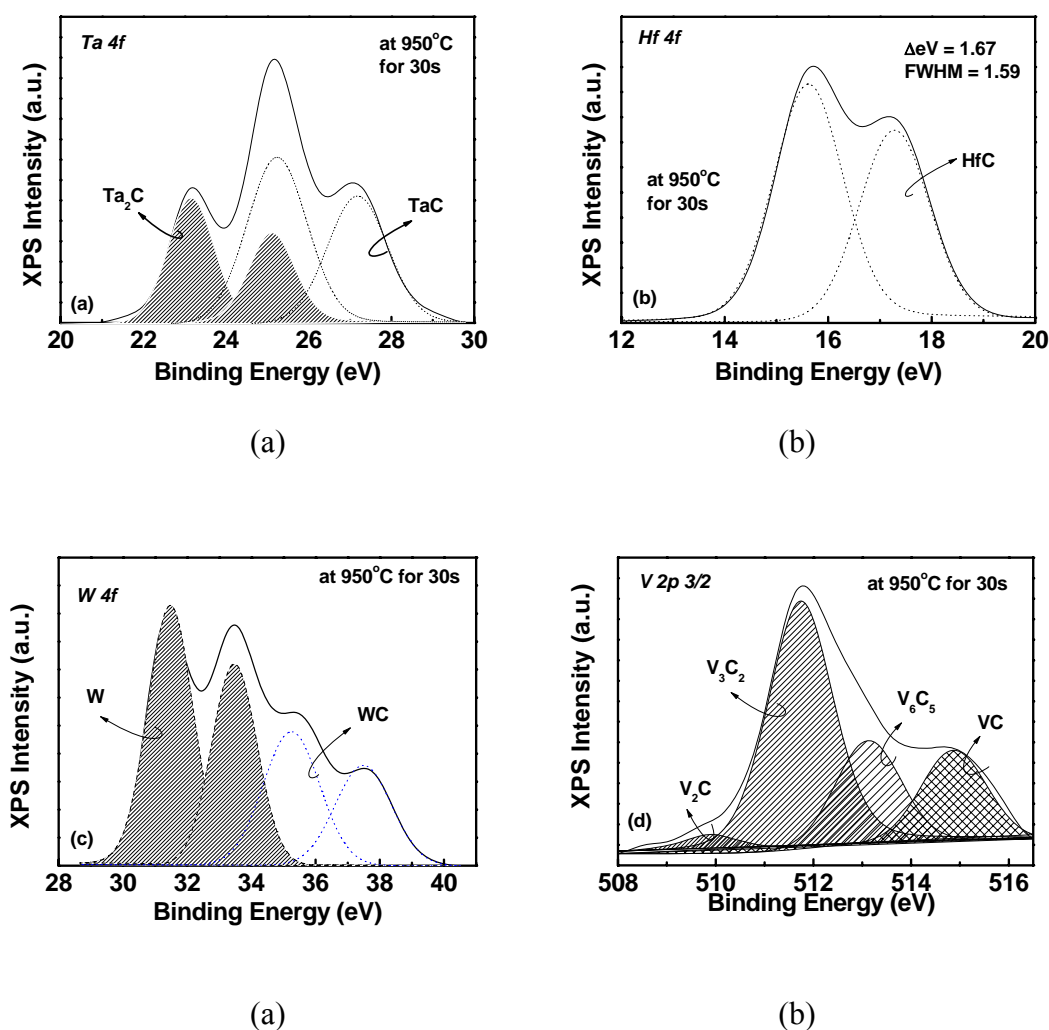 Ta 4f
at 950°C
for 30s
Ta2C
TaC
XPS Intensity (a.u.)
(a)
20 22 24 26 28 30
Binding Energy (eV)
(a)
Hf 4f
ΔeV = 1.67
FWHM = 1.59
HfC
at 950°C
for 30s
XPS Intensity (a.u.)
(b)
12 14 16 18 20
Binding Energy (eV)
(b)
W 4f
at 950°C for 30s
W
WC
XPS Intensity (a.u.)
(c)
28 30 32 34 36 38 40
Binding Energy (eV)
(a)
V 2p 3/2
at 950°C for 30s
V3C2
V6C5
VC
V2C
XPS Intensity (a.u.)
(d)
508 510 512 514 516
Binding Energy (eV)
(b)